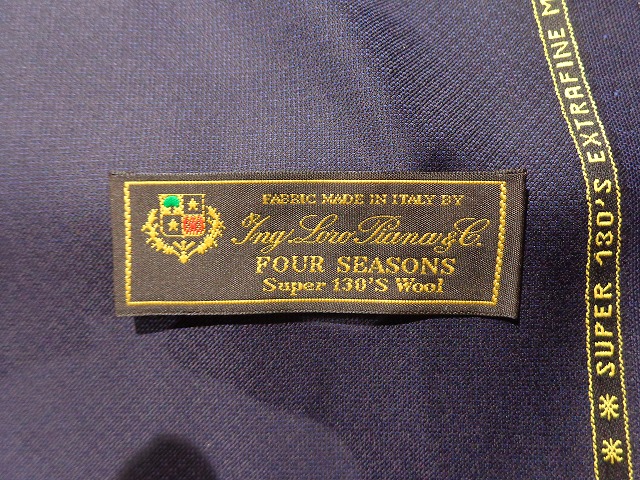 FABRIC MADE IN ITALY BY
Ing. Loro Piana & C.
FOUR SEASONS
Super 130'S Wool
** SUPER 130'S EXTRAFINE M